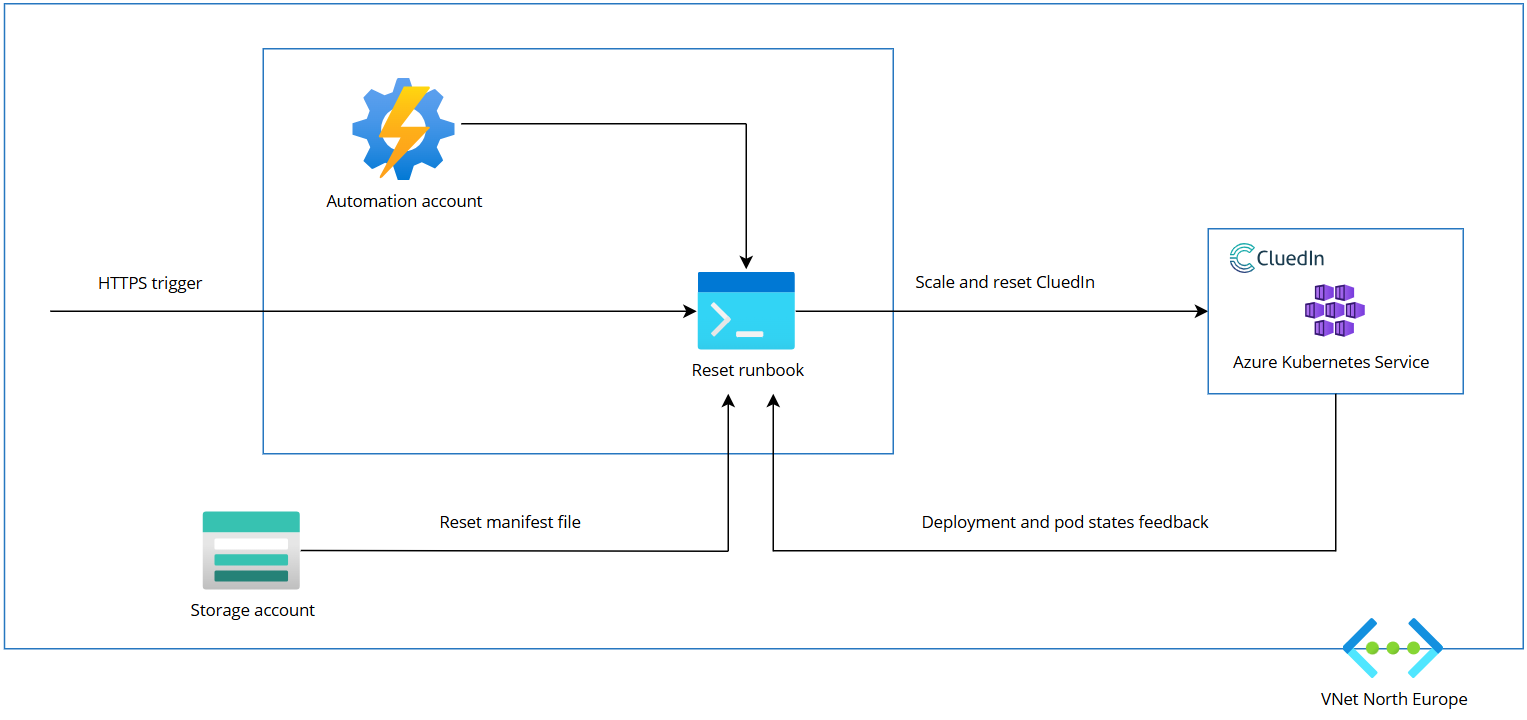 Automation account
HTTPS trigger
Reset runbook
Scale and reset CluedIn
CluedIn
Azure Kubernetes Service
Reset manifest file
Deployment and pod states feedback
Storage account
VNet North Europe